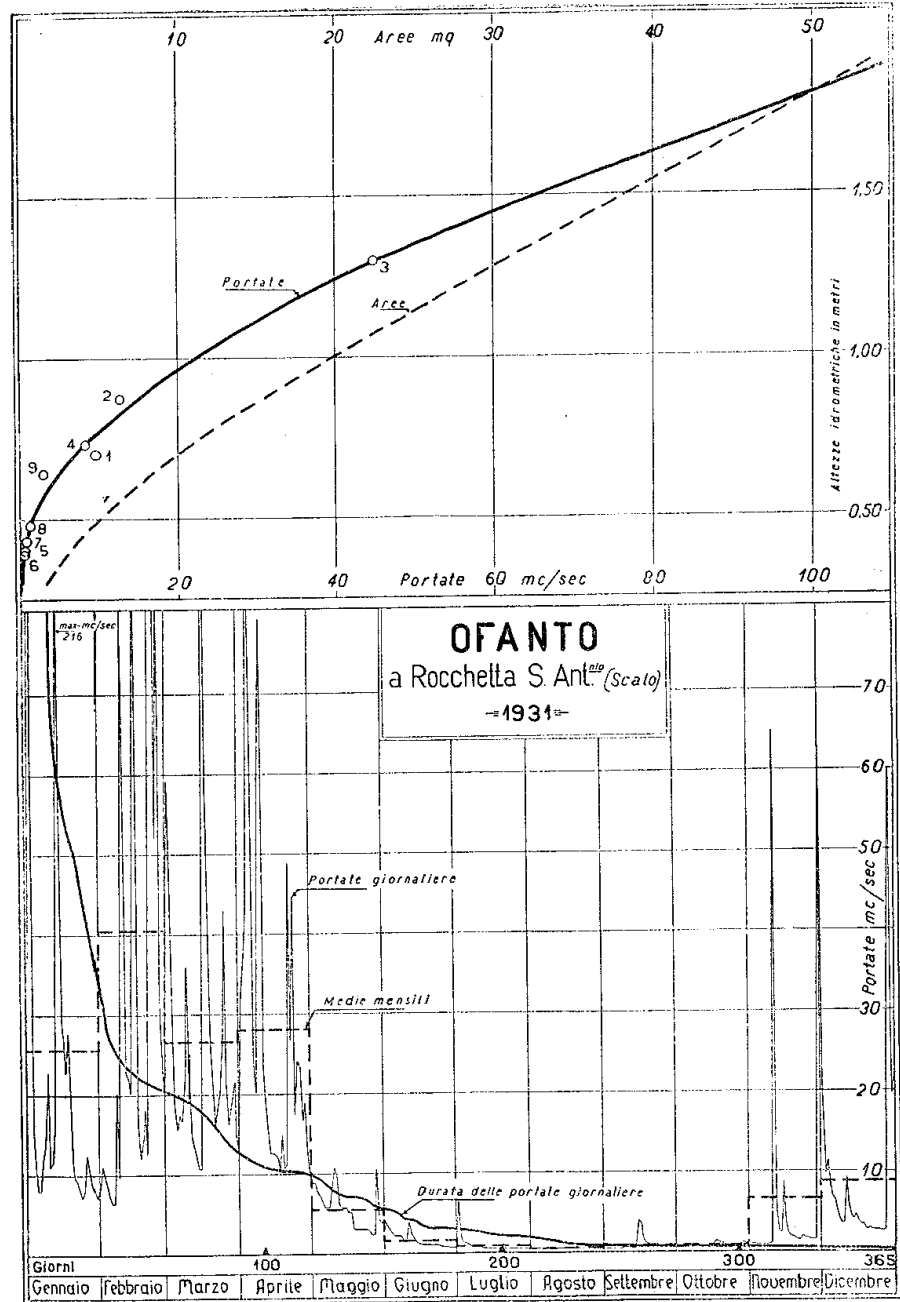 10 20 30 40 50
Aree mq
1.50
1.00
0.50
Altezze idrometriche in metri
Portate
Aree
3
2
4
1
9
8
7
5
6
20 40 60 80 100
Portate mc/sec
max-mc/sec
216
OFANTO
a Rocchetta S. Ant.nio (Scalo)
=1931=
70
60
50
30
20
10
Portate mc/sec
Portate giornaliere
Medie mensili
Durata delle portate giornaliere
Giorni 100 200 300 365
Gennaio Febbraio Marzo Aprile Maggio Giugno Luglio Agosto Settembre Ottobre Novembre Dicembre